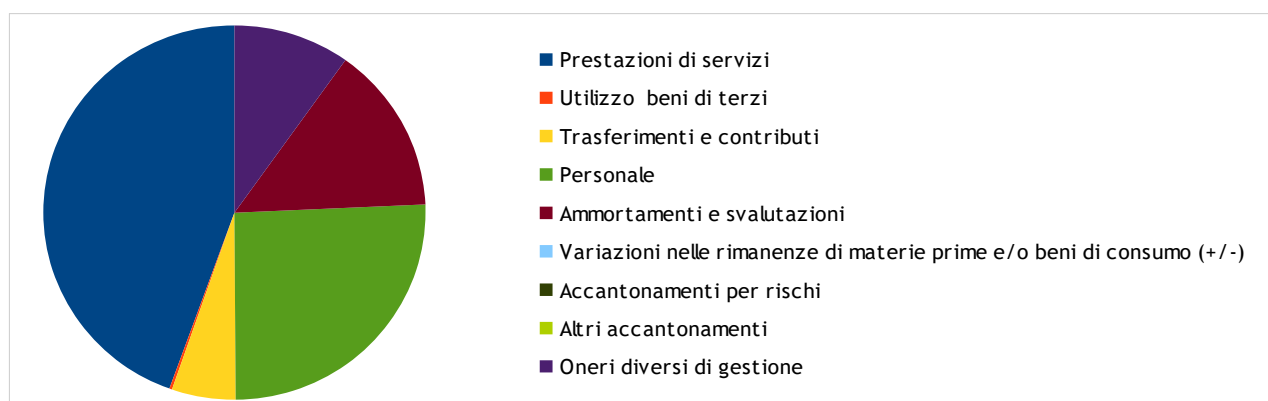 Prestazioni di servizi
Utilizzo beni di terzi
Trasferimenti e contributi
Personale
Ammortamenti e svalutazioni
Variazioni nelle rimanenze di materie prime e/o beni di consumo (+/-)
Accantonamenti per rischi
Altri accantonamenti
Oneri diversi di gestione